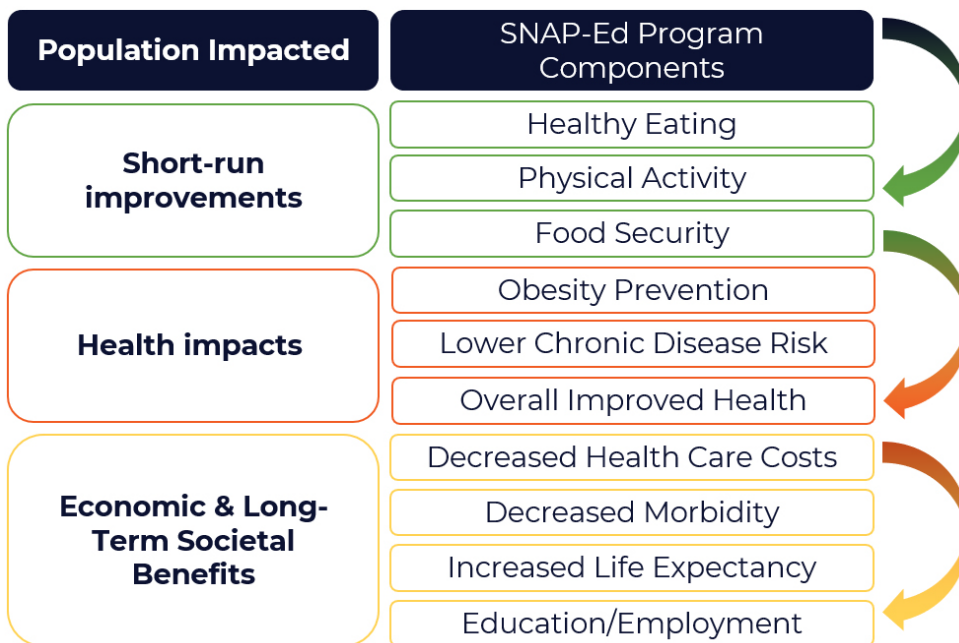 Population Impacted
SNAP-Ed Program
Components
Short-run
improvements
Healthy Eating
Physical Activity
Food Security
Health impacts
Obesity Prevention
Lower Chronic Disease Risk
Overall Improved Health
Economic & Long-
Term Societal
Benefits
Decreased Health Care Costs
Decreased Morbidity
Increased Life Expectancy
Education/Employment